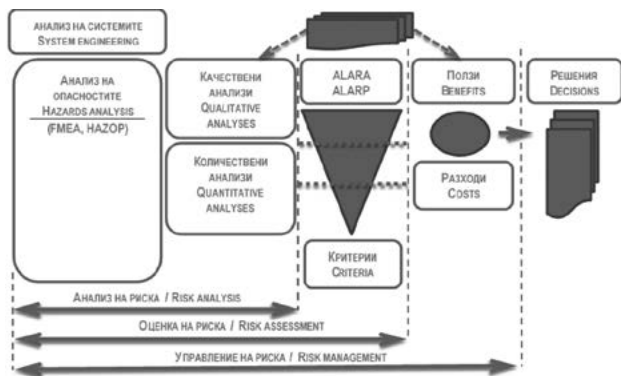 АНАЛИЗ НА СИСТЕМИТЕ
SYSTEM ENGINEERING
АНАЛИЗ НА
ОПАСНОСТИТЕ
HAZARDS ANALYSIS
(FMEA, HAZOP)
КАЧЕСТВЕНИ
АНАЛИЗИ
QUALITATIVE
ANALYSES
КОЛИЧЕСТВЕНИ
АНАЛИЗИ
QUANTITATIVE
ANALYSES
ALARA
ALARP
КРИТЕРИИ
CRITERIA
ПОЛЗИ
BENEFITS
РАЗХОДИ
COSTS
РЕШЕНИЯ
DECISIONS
АНАЛИЗ НА РИСКА / RISK ANALYSIS
ОЦЕНКА НА РИСКА / RISK ASSESSMENT
УПРАВЛЕНИЕ НА РИСКА / RISK MANAGEMENT